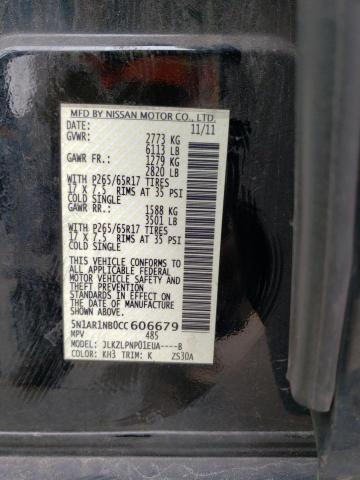 MFD BY NISSAN MOTOR CO., LTD.
DATE: 11/11
GVWR: 2773 KG
6113 LB
GAWR FR: 1279 KG
2820 LB
WITH P265/65R17 TIRES
17 X 7.5 RIMS AT 35 PSI
COLD SINGLE
GAWR RR: 1588 KG
3501 LB
WITH P265/65R17 TIRES
17 X 7.5 RIMS AT 35 PSI
COLD SINGLE
THIS VEHICLE CONFORMS TO
ALL APPLICABLE FEDERAL
MOTOR VEHICLE SAFETY AND
THEFT PREVENTION STANDARDS
IN EFFECT ON THE DATE OF
MANUFACTURE SHOWN ABOVE.
5N1AR1NB0CC606679
MPV 485
MODEL: JLKZLPNP01EUA----B
COLOR: KH3 TRIM: K ZS30A